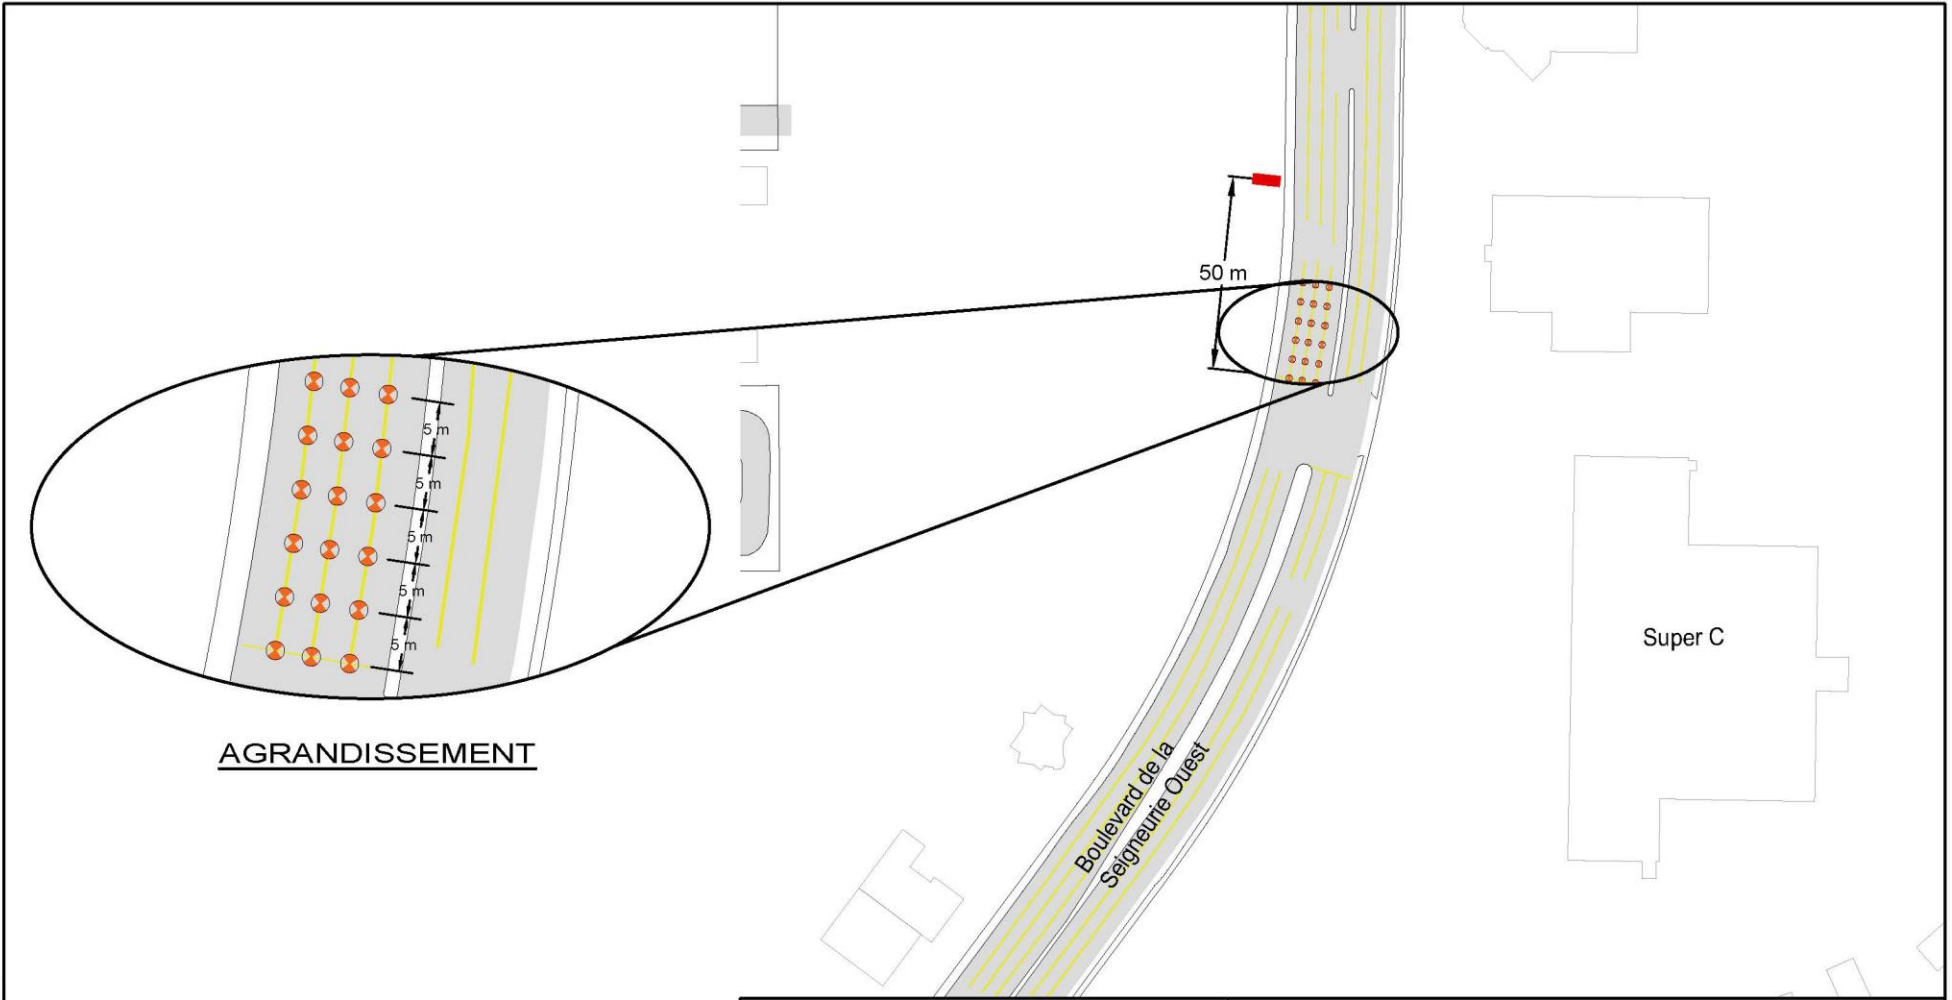 50 m
5 m
5 m
5 m
5 m
5 m
AGRANDISSEMENT
Super C
Boulevard de la
Seigneurie Ouest